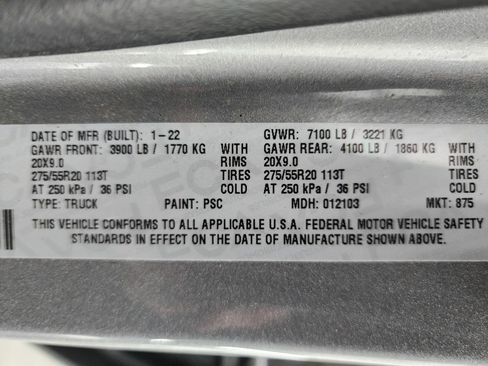 DATE OF MFR (BUILT): 1-22 GVWR: 7100 LB / 3221 KG
GAWR FRONT: 3900 LB / 1770 KG WITH GAWR REAR: 4100 LB / 1860 KG WITH
20X9.0 RIMS 20X9.0 RIMS
275/55R20 113T TIRES 275/55R20 113T TIRES
AT 250 kPa / 36 PSI COLD AT 250 kPa / 36 PSI COLD
TYPE: TRUCK PAINT: PSC MDH: 012103 MKT: 875
THIS VEHICLE CONFORMS TO ALL APPLICABLE U.S.A. FEDERAL MOTOR VEHICLE SAFETY
STANDARDS IN EFFECT ON THE DATE OF MANUFACTURE SHOWN ABOVE.